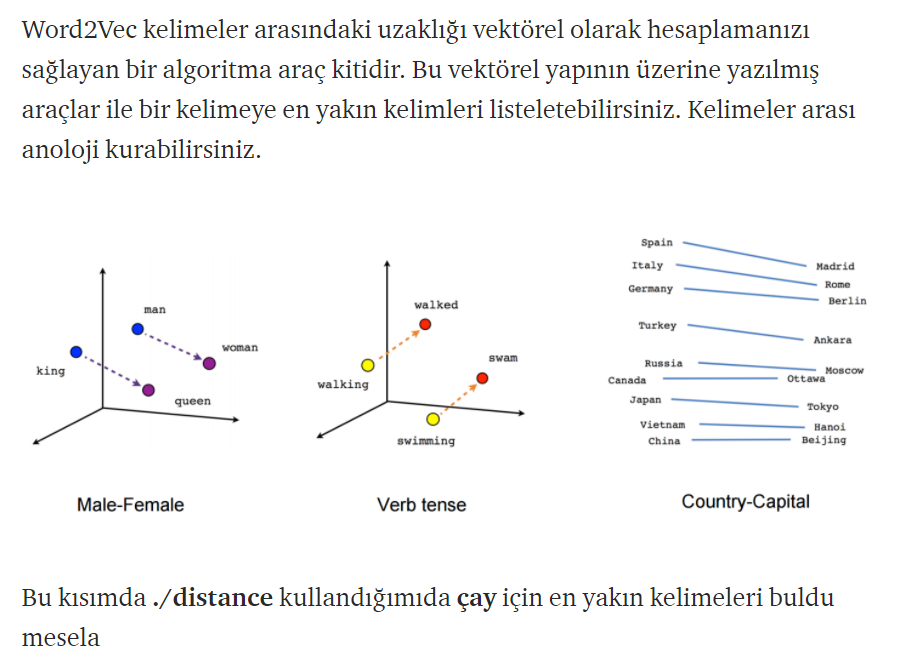 Word2Vec kelimeler arasındaki uzaklığı vektörel olarak hesaplamanızı
sağlayan bir algoritma araç kitidir. Bu vektörel yapının üzerine yazılmış
araçlar ile bir kelimeye en yakın kelimleri listeletebilirsiniz. Kelimeler arası
anoloji kurabilirsiniz.
man
woman
king
queen
Male-Female
walked
swam
walking
swimming
Verb tense
Spain
Madrid
Italy
Rome
Germany
Berlin
Turkey
Ankara
Russia
Moscow
Canada
Ottawa
Japan
Tokyo
Vietnam
Hanoi
China
Beijing
Country-Capital
Bu kısımda ./distance kullandığımıda çay için en yakın kelimeleri buldu
mesela